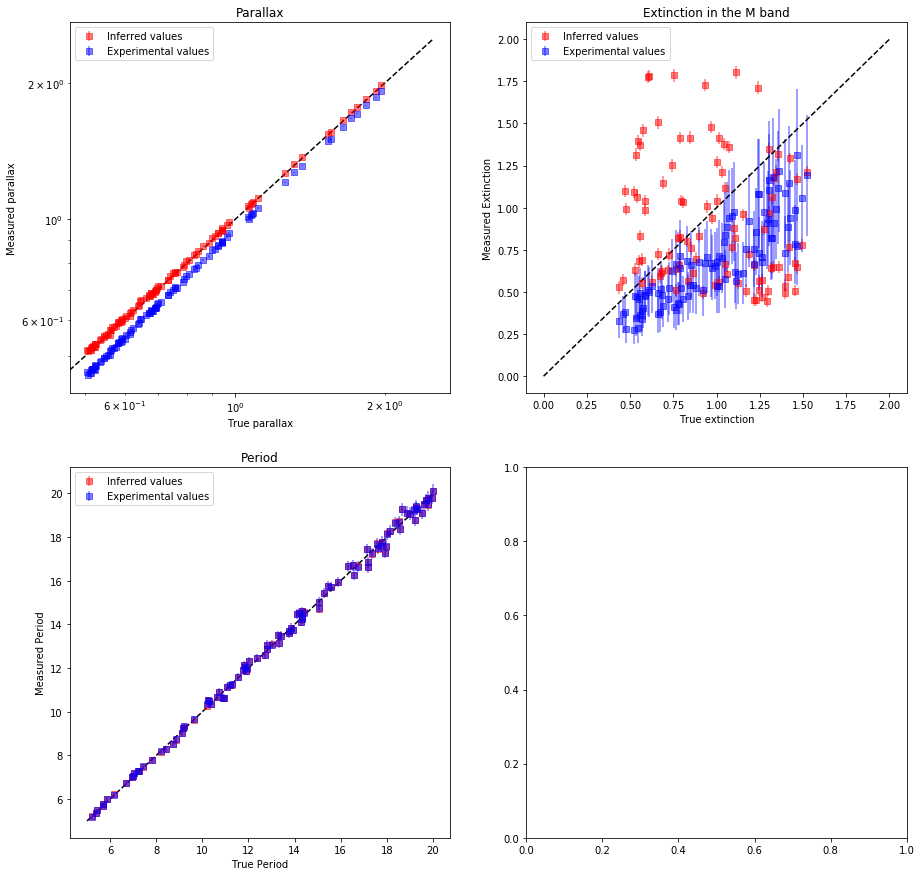 Parallax
Inferred values
Experimental values
2 × 10⁰
10⁰
6 × 10⁻¹
Measured parallax
6 × 10⁻¹
10⁰
2 × 10⁰
True parallax
Extinction in the M band
Inferred values
Experimental values
2.00
1.75
1.50
1.25
1.00
0.75
0.50
0.25
0.00
Measured Extinction
0.00 0.25 0.50 0.75 1.00 1.25 1.50 1.75 2.00
True extinction
Period
Inferred values
Experimental values
20
18
16
14
12
10
8
6
Measured Period
6 8 10 12 14 16 18 20
True Period
1.0
0.8
0.6
0.4
0.2
0.0
0.0 0.2 0.4 0.6 0.8 1.0